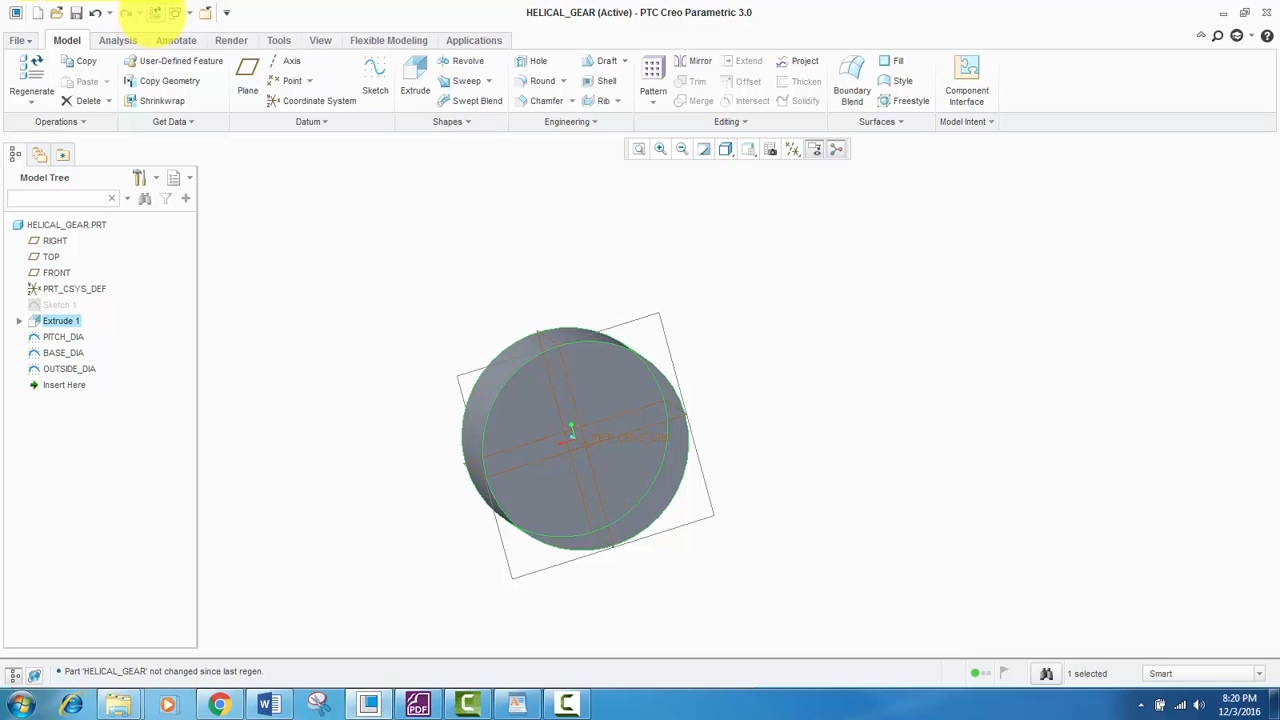 HELICAL_GEAR (Active) - PTC Creo Parametric 3.0
File Model Analysis Annotate Render Tools View Flexible Modeling Applications
Regenerate Copy Paste Delete
User-Defined Feature Copy Geometry Shrinkwrap
Plane Axis Point Coordinate System Sketch
Extrude Revolve Sweep Swept Blend
Hole Round Chamfer Draft Shell Rib
Pattern Mirror Trim Merge Extend Offset Intersect Project Thicken Solidify
Boundary Blend Fill Style Freestyle
Component Interface
Operations Get Data Datum Shapes Engineering Editing Surfaces Model Intent
Model Tree
HELICAL_GEAR.PRT
RIGHT
TOP
FRONT
PRT_CSYS_DEF
Sketch 1
Extrude 1
PITCH_DIA
BASE_DIA
OUTSIDE_DIA
Insert Here
PRT_CSYS_DEF
Part 'HELICAL_GEAR' not changed since last regen.
1 selected
Smart
PDF
8:20 PM
12/3/2016